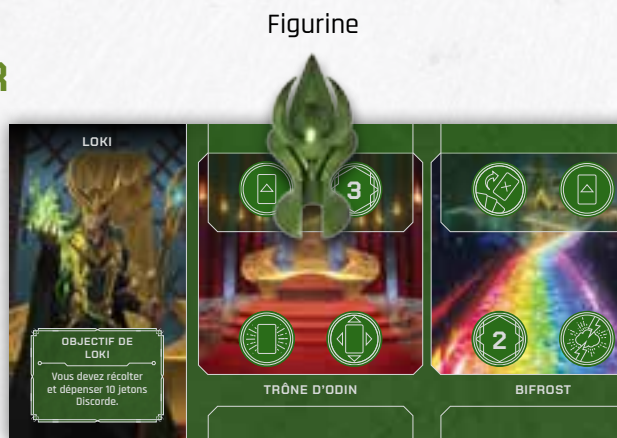 Figurine
R
LOKI
3
OBJECTIF DE
LOKI
Vous devez récolter
et dépenser 10 jetons
Discorde.
2
TRÔNE D'ODIN
BIFROST